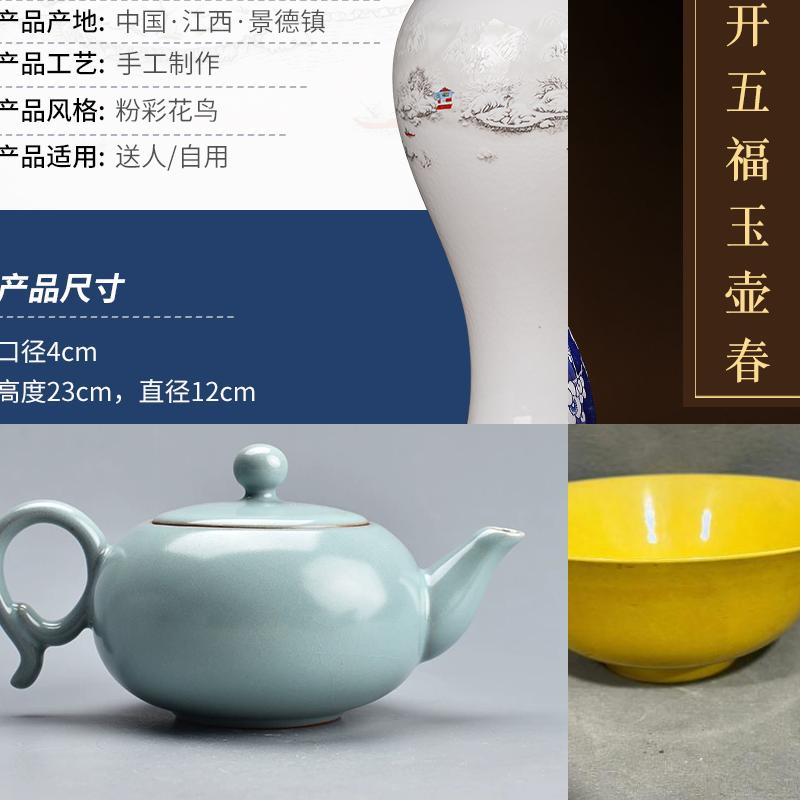 产品产地: 中国·江西·景德镇
产品工艺: 手工制作
产品风格: 粉彩花鸟
产品适用: 送人/自用
产品尺寸
口径4cm
高度23cm，直径12cm
开五福玉壶春